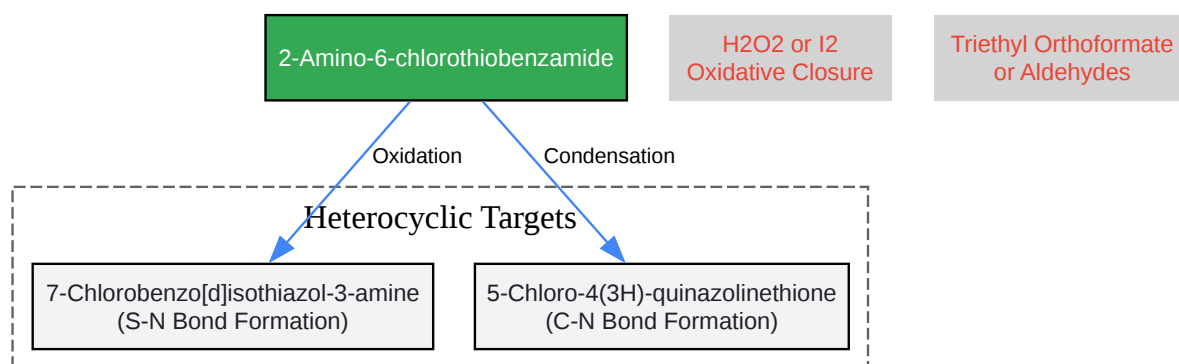 2-Amino-6-chlorothiobenzamide
H2O2 or I2
Oxidative Closure
Triethyl Orthoformate
or Aldehydes
Oxidation
Condensation
Heterocyclic Targets
7-Chlorobenzo[d]isothiazol-3-amine
(S-N Bond Formation)
5-Chloro-4(3H)-quinazolinethione
(C-N Bond Formation)